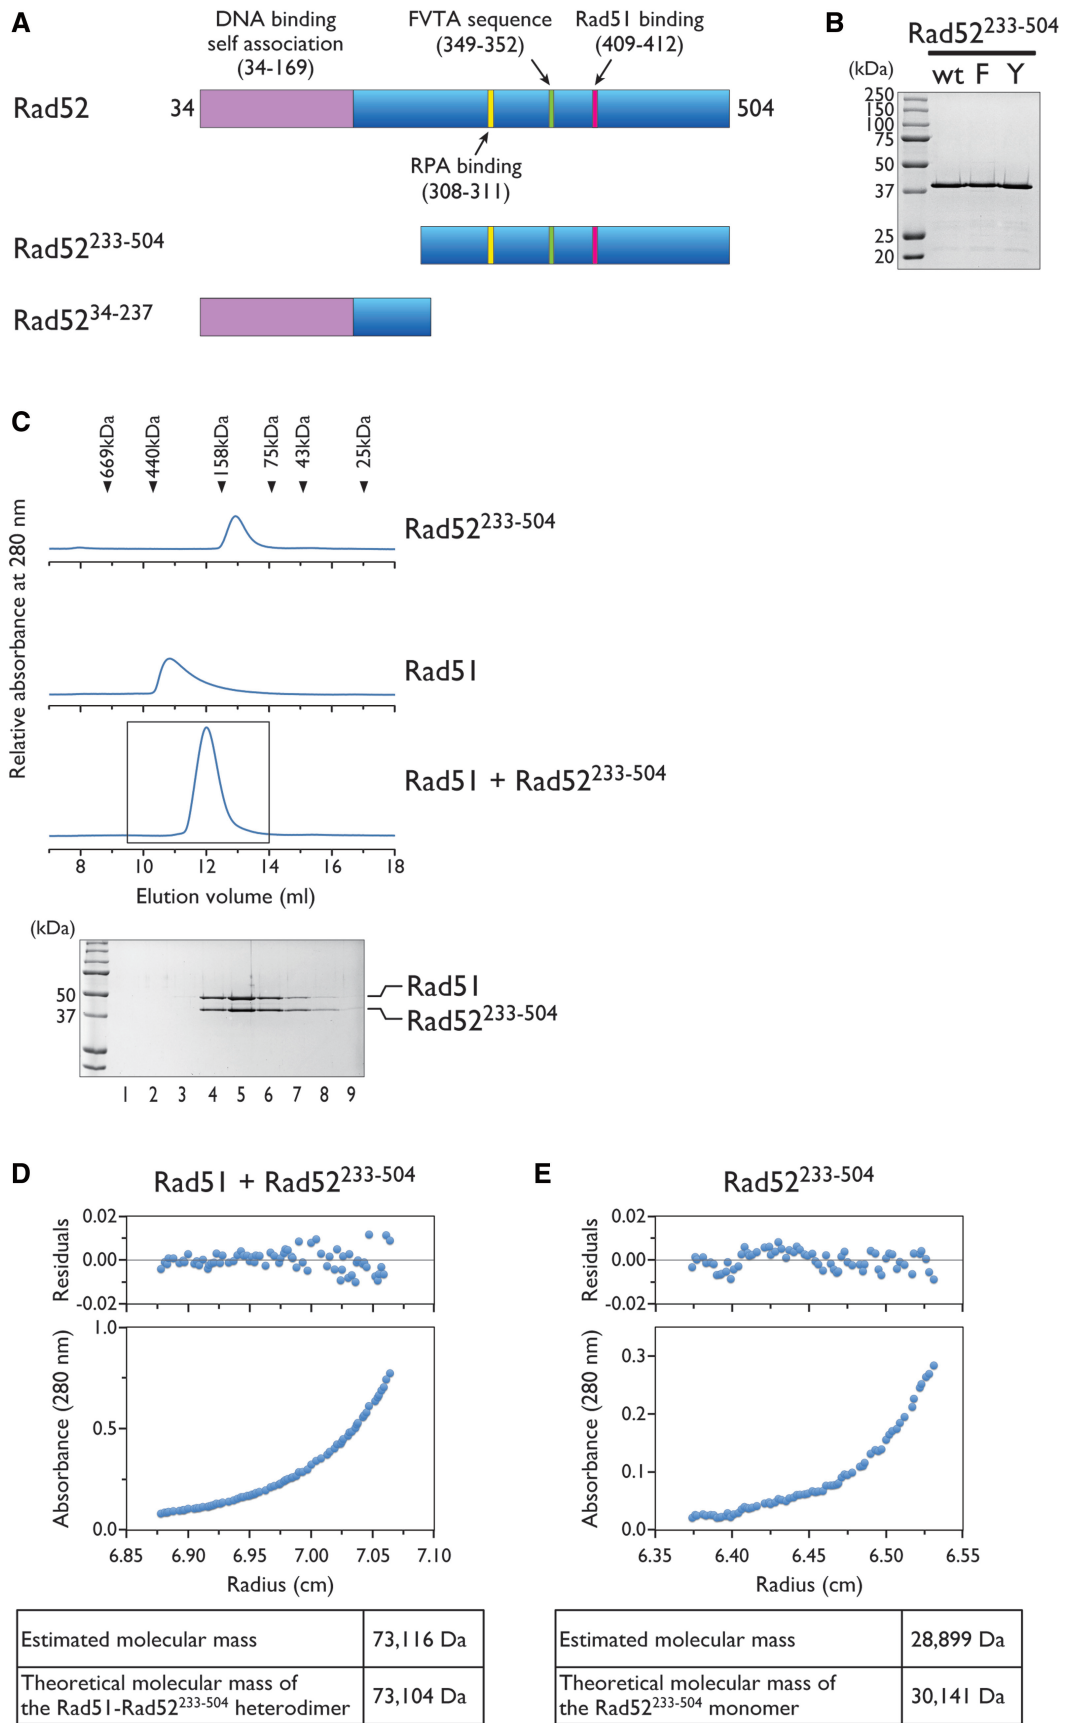 A
DNA binding
self association
(34-169)
FVTA sequence
(349-352)
Rad51 binding
(409-412)
Rad52
34
504
RPA binding
(308-311)
Rad52²³³⁻⁵⁰⁴
Rad52³⁴⁻²³⁷
B
Rad52²³³⁻⁵⁰⁴
(kDa)
wt F Y
250
150
100
75
50
37
25
20
C
669kDa
440kDa
158kDa
75kDa
43kDa
25kDa
Relative absorbance at 280 nm
Rad52²³³⁻⁵⁰⁴
Rad51
Rad51 + Rad52²³³⁻⁵⁰⁴
8 10 12 14 16 18
Elution volume (ml)
(kDa)
50
37
Rad51
Rad52²³³⁻⁵⁰⁴
1 2 3 4 5 6 7 8 9
D
Rad51 + Rad52²³³⁻⁵⁰⁴
Residuals
0.02
0.00
-0.02
Absorbance (280 nm)
1.0
0.5
0.0
6.85 6.90 6.95 7.00 7.05 7.10
Radius (cm)
Estimated molecular mass
73,116 Da
Theoretical molecular mass of
the Rad51-Rad52²³³⁻⁵⁰⁴ heterodimer
73,104 Da
E
Rad52²³³⁻⁵⁰⁴
Residuals
0.02
0.00
-0.02
Absorbance (280 nm)
0.3
0.2
0.1
0.0
6.35 6.40 6.45 6.50 6.55
Radius (cm)
Estimated molecular mass
28,899 Da
Theoretical molecular mass of
the Rad52²³³⁻⁵⁰⁴ monomer
30,141 Da